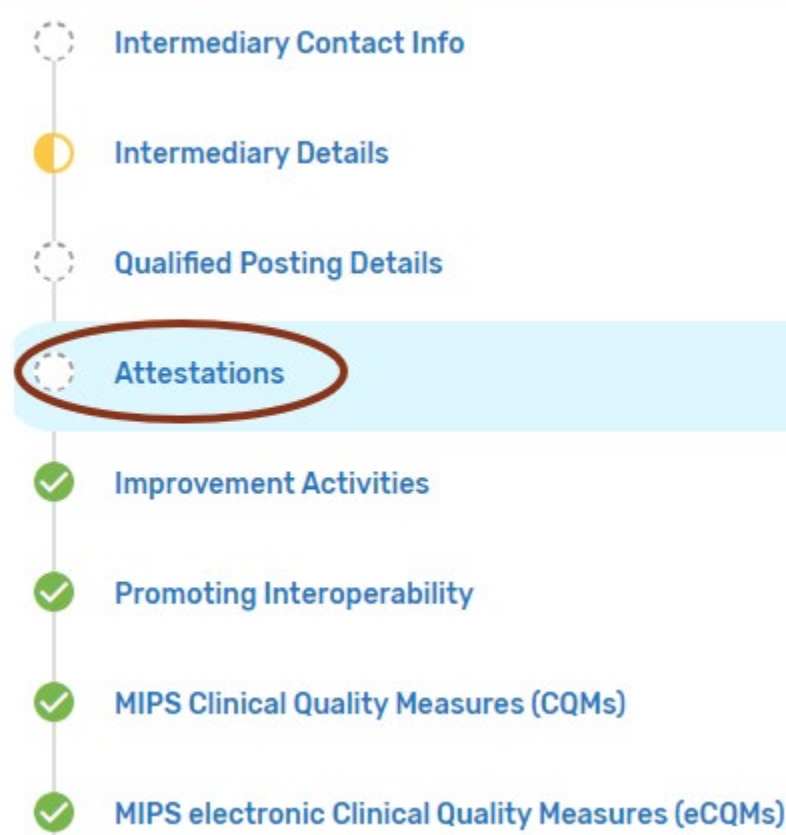 Intermediary Contact Info
Intermediary Details
Qualified Posting Details
Attestations
Improvement Activities
Promoting Interoperability
MIPS Clinical Quality Measures (CQMs)
MIPS electronic Clinical Quality Measures (eCQMs)